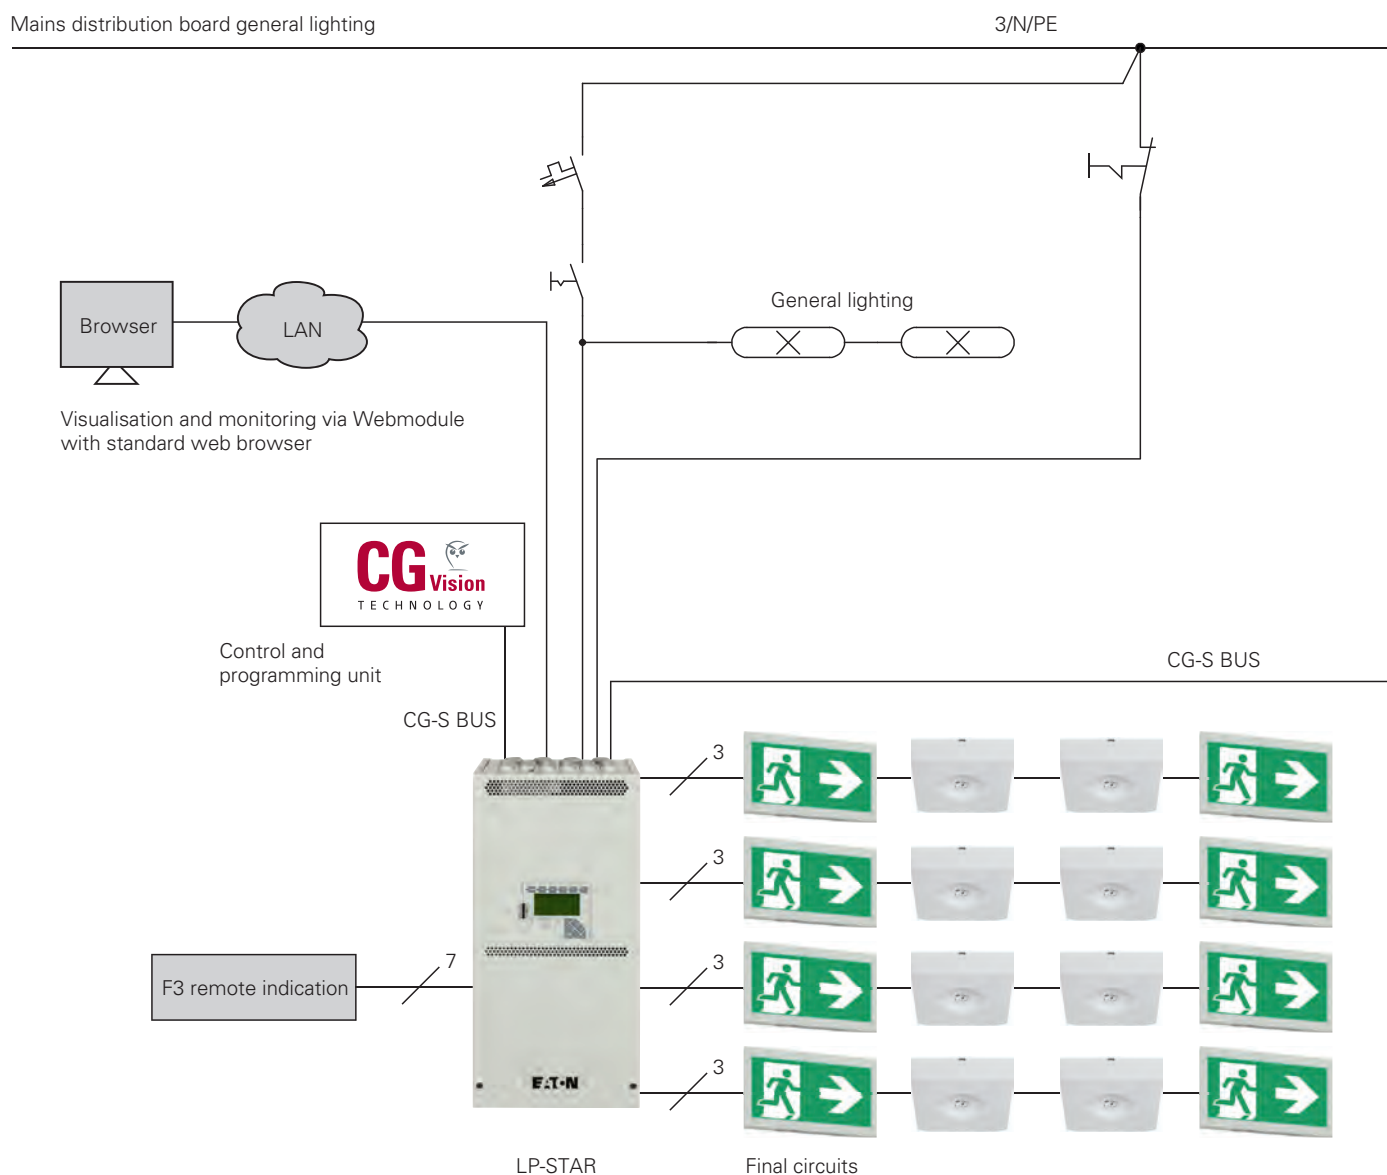 Mains distribution board general lighting
3/N/PE
General lighting
Browser
LAN
Visualisation and monitoring via Webmodule
with standard web browser
CG
Vision
TECHNOLOGY
Control and
programming unit
CG-S BUS
CG-S BUS
3
3
7
F3 remote indication
3
3
EATON
LP-STAR
Final circuits